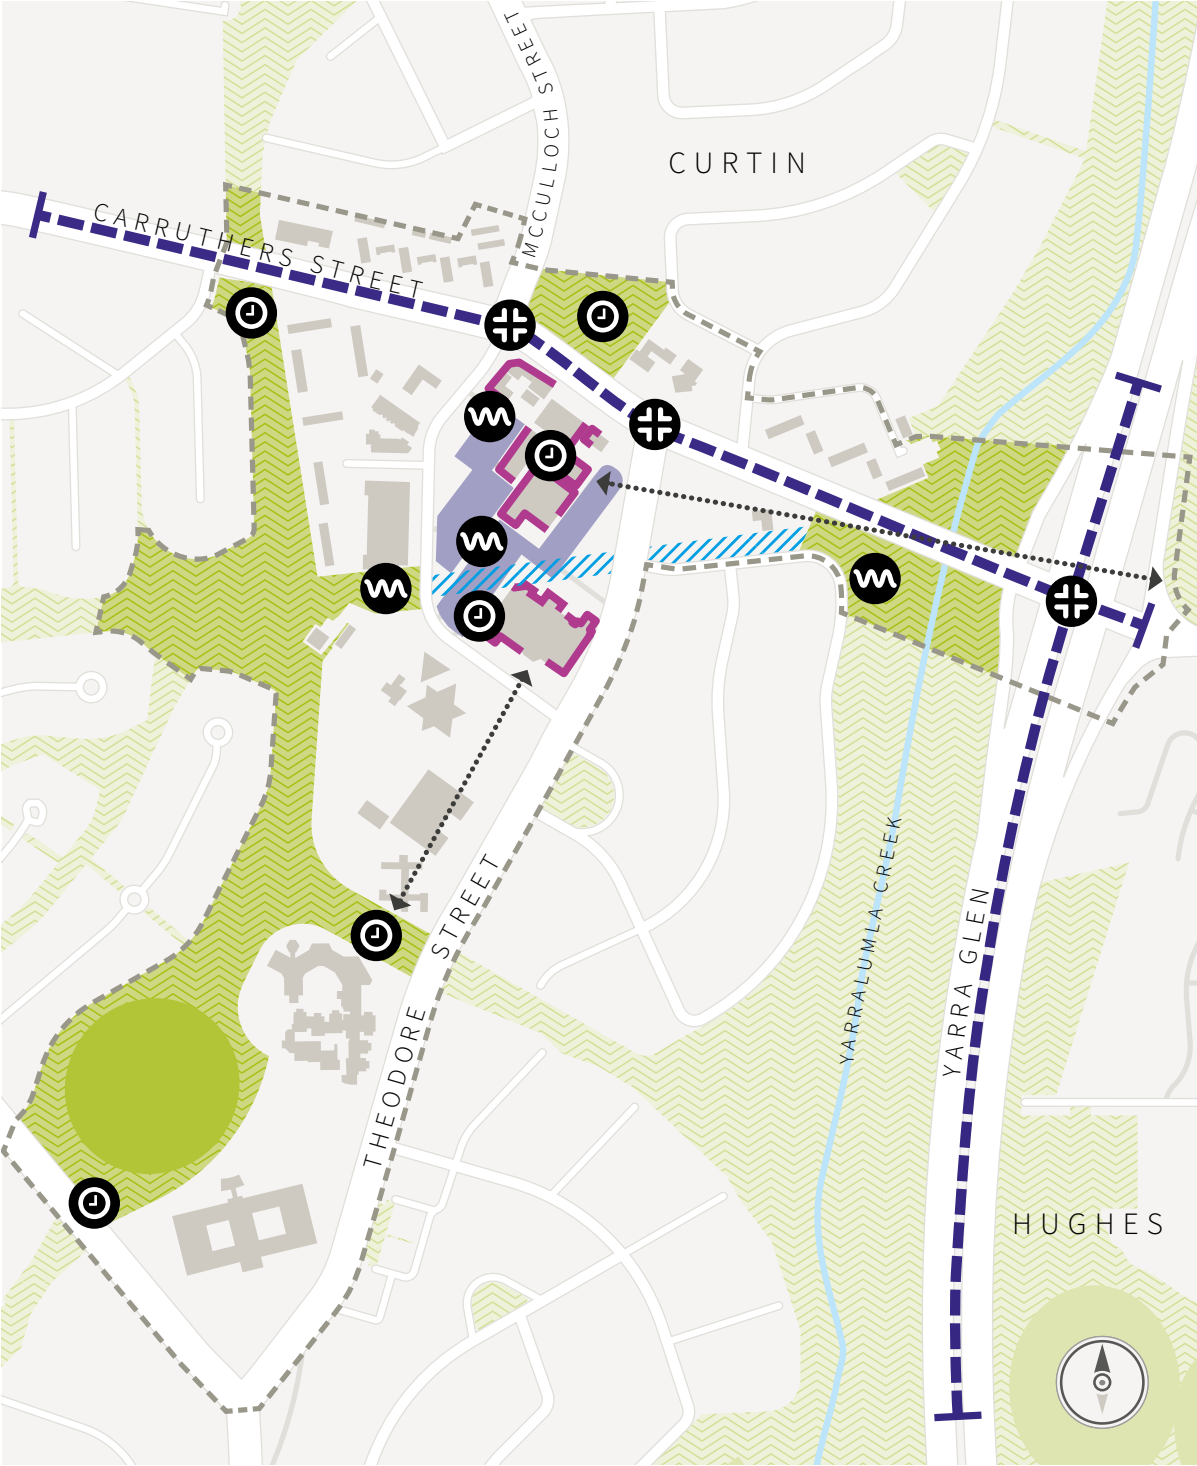 MCCULLOCH STREET
CURTIN
CARRUTHERS STREET
YARRALUMLA CREEK
YARRA GLEN
THEODORE STREET
HUGHES